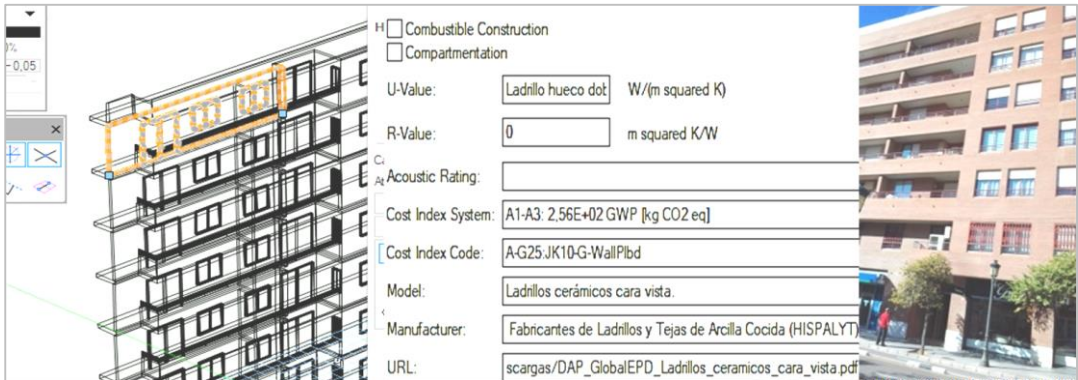 0%
-0,05
Combustible Construction
Compartmentation
U-Value: Ladrillo hueco dot W/(m squared K)
R-Value: 0 m squared K/W
Acoustic Rating:
Cost Index System: A1-A3: 2,56E+02 GWP [kg CO2 eq]
Cost Index Code: A-G25:JK10-G-WallPlbd
Model: Ladrillos cerámicos cara vista.
Manufacturer: Fabricantes de Ladrillos y Tejas de Arcilla Cocida (HISPALYT)
URL: scargas/DAP_GlobalEPD_Ladrillos_ceramicos_cara_vista.pdf